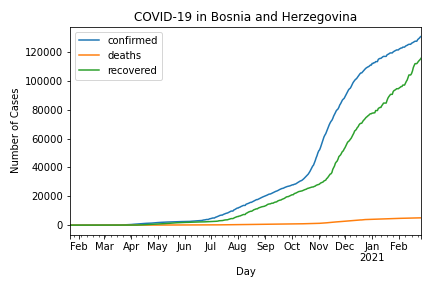 COVID-19 in Bosnia and Herzegovina
confirmed
deaths
recovered
Number of Cases
120000
100000
80000
60000
40000
20000
0
Feb Mar Apr May Jun Jul Aug Sep Oct Nov Dec Jan Feb
2021
Day